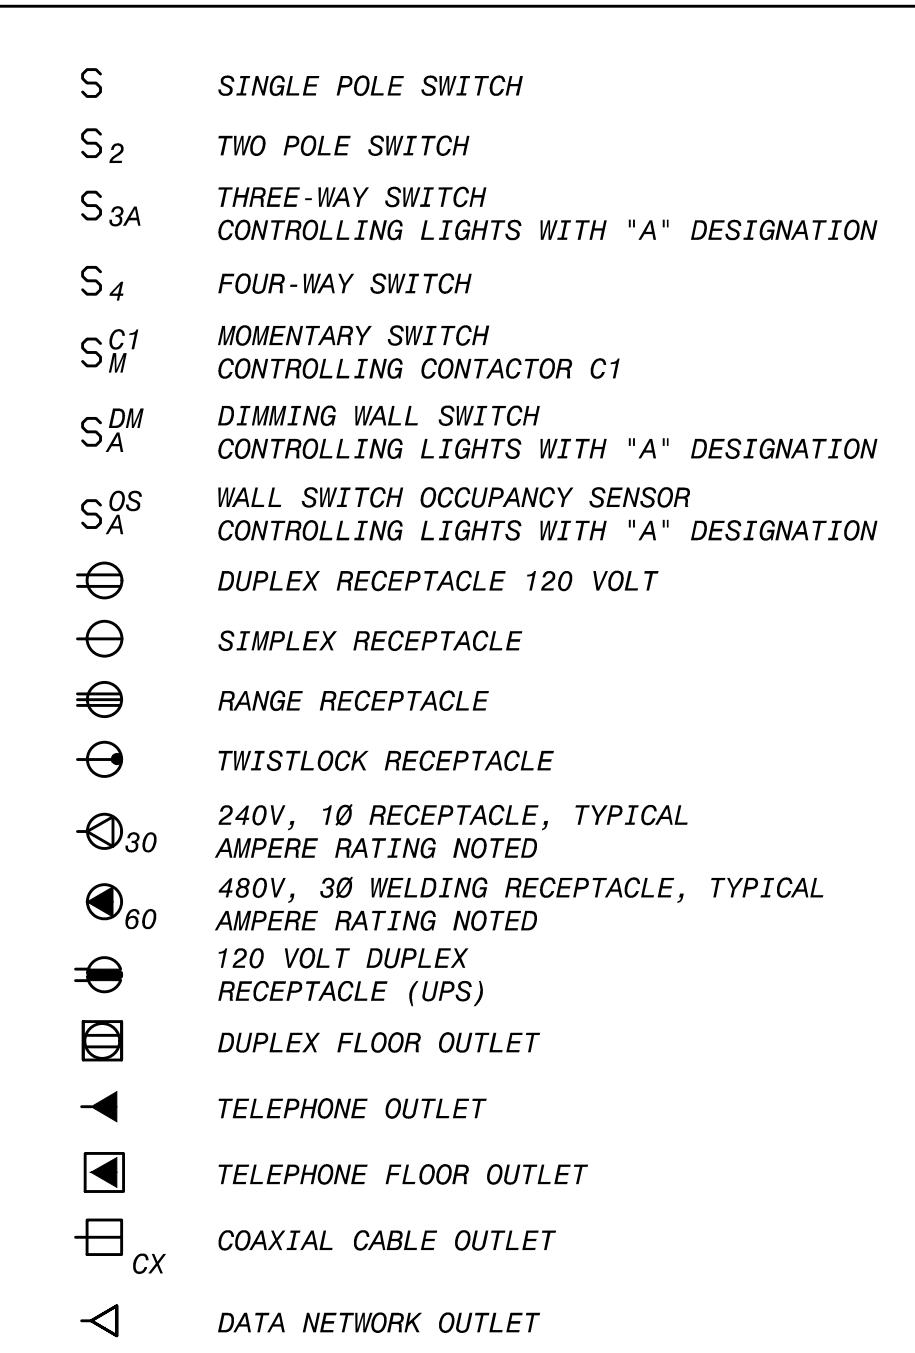 S SINGLE POLE SWITCH
S2 TWO POLE SWITCH
S3A THREE-WAY SWITCH
CONTROLLING LIGHTS WITH "A" DESIGNATION
S4 FOUR-WAY SWITCH
S C1 M MOMENTARY SWITCH
CONTROLLING CONTACTOR C1
S DM A DIMMING WALL SWITCH
CONTROLLING LIGHTS WITH "A" DESIGNATION
S OS A WALL SWITCH OCCUPANCY SENSOR
CONTROLLING LIGHTS WITH "A" DESIGNATION
DUPLEX RECEPTACLE 120 VOLT
SIMPLEX RECEPTACLE
RANGE RECEPTACLE
TWISTLOCK RECEPTACLE
30 240V, 1Ø RECEPTACLE, TYPICAL
AMPERE RATING NOTED
60 480V, 3Ø WELDING RECEPTACLE, TYPICAL
AMPERE RATING NOTED
120 VOLT DUPLEX
RECEPTACLE (UPS)
DUPLEX FLOOR OUTLET
TELEPHONE OUTLET
TELEPHONE FLOOR OUTLET
CX COAXIAL CABLE OUTLET
DATA NETWORK OUTLET